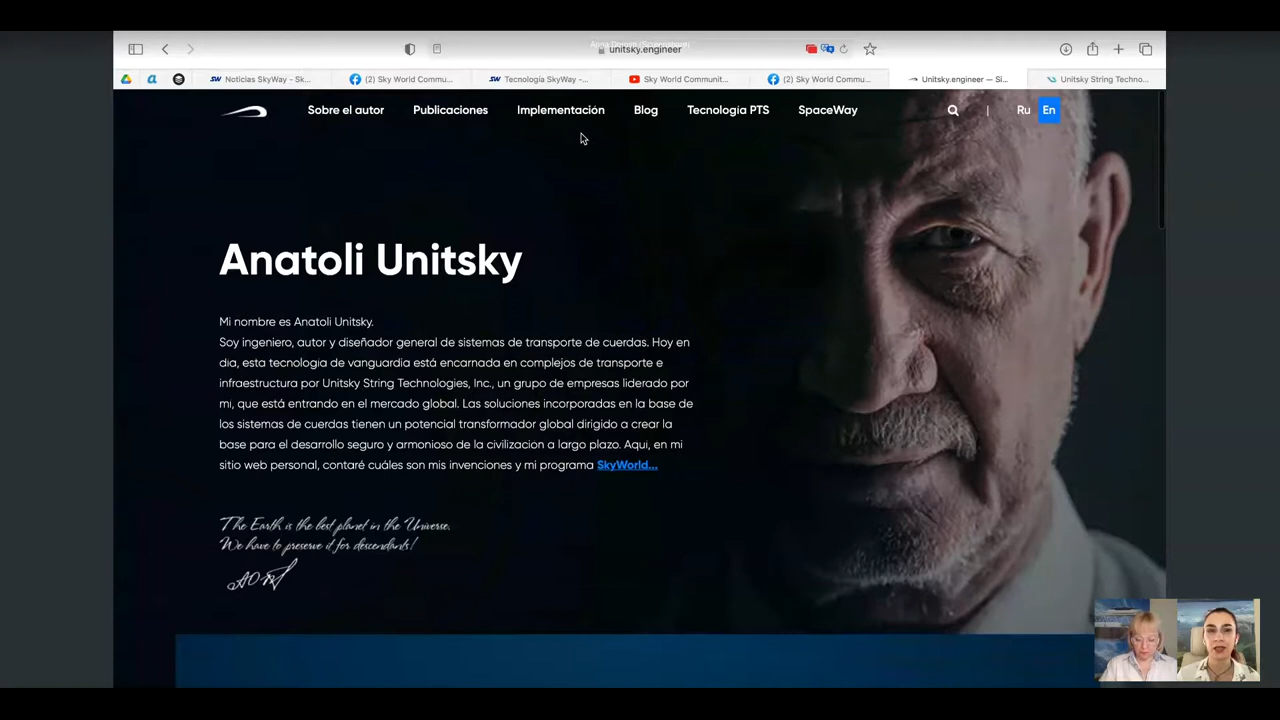 unitsky.engineer
Noticias SkyWay - Sk...
(2) Sky World Commu...
Tecnología SkyWay -...
Sky World Communit...
(2) Sky World Commu...
Unitsky.engineer — Si...
Unitsky String Techno...
Sobre el autor
Publicaciones
Implementación
Blog
Tecnología PTS
SpaceWay
Ru
En
Anatoli Unitsky
Mi nombre es Anatoli Unitsky.
Soy ingeniero, autor y diseñador general de sistemas de transporte de cuerdas. Hoy en
día, esta tecnología de vanguardia está encarnada en complejos de transporte e
infraestructura por Unitsky String Technologies, Inc., un grupo de empresas liderado por
mí, que está entrando en el mercado global. Las soluciones incorporadas en la base de
los sistemas de cuerdas tienen un potencial transformador global dirigido a crear la
base para el desarrollo seguro y armonioso de la civilización a largo plazo. Aquí, en mi
sitio web personal, contaré cuáles son mis invenciones y mi programa SkyWorld...
The Earth is the best planet in the Universe.
We have to preserve it for descendants!